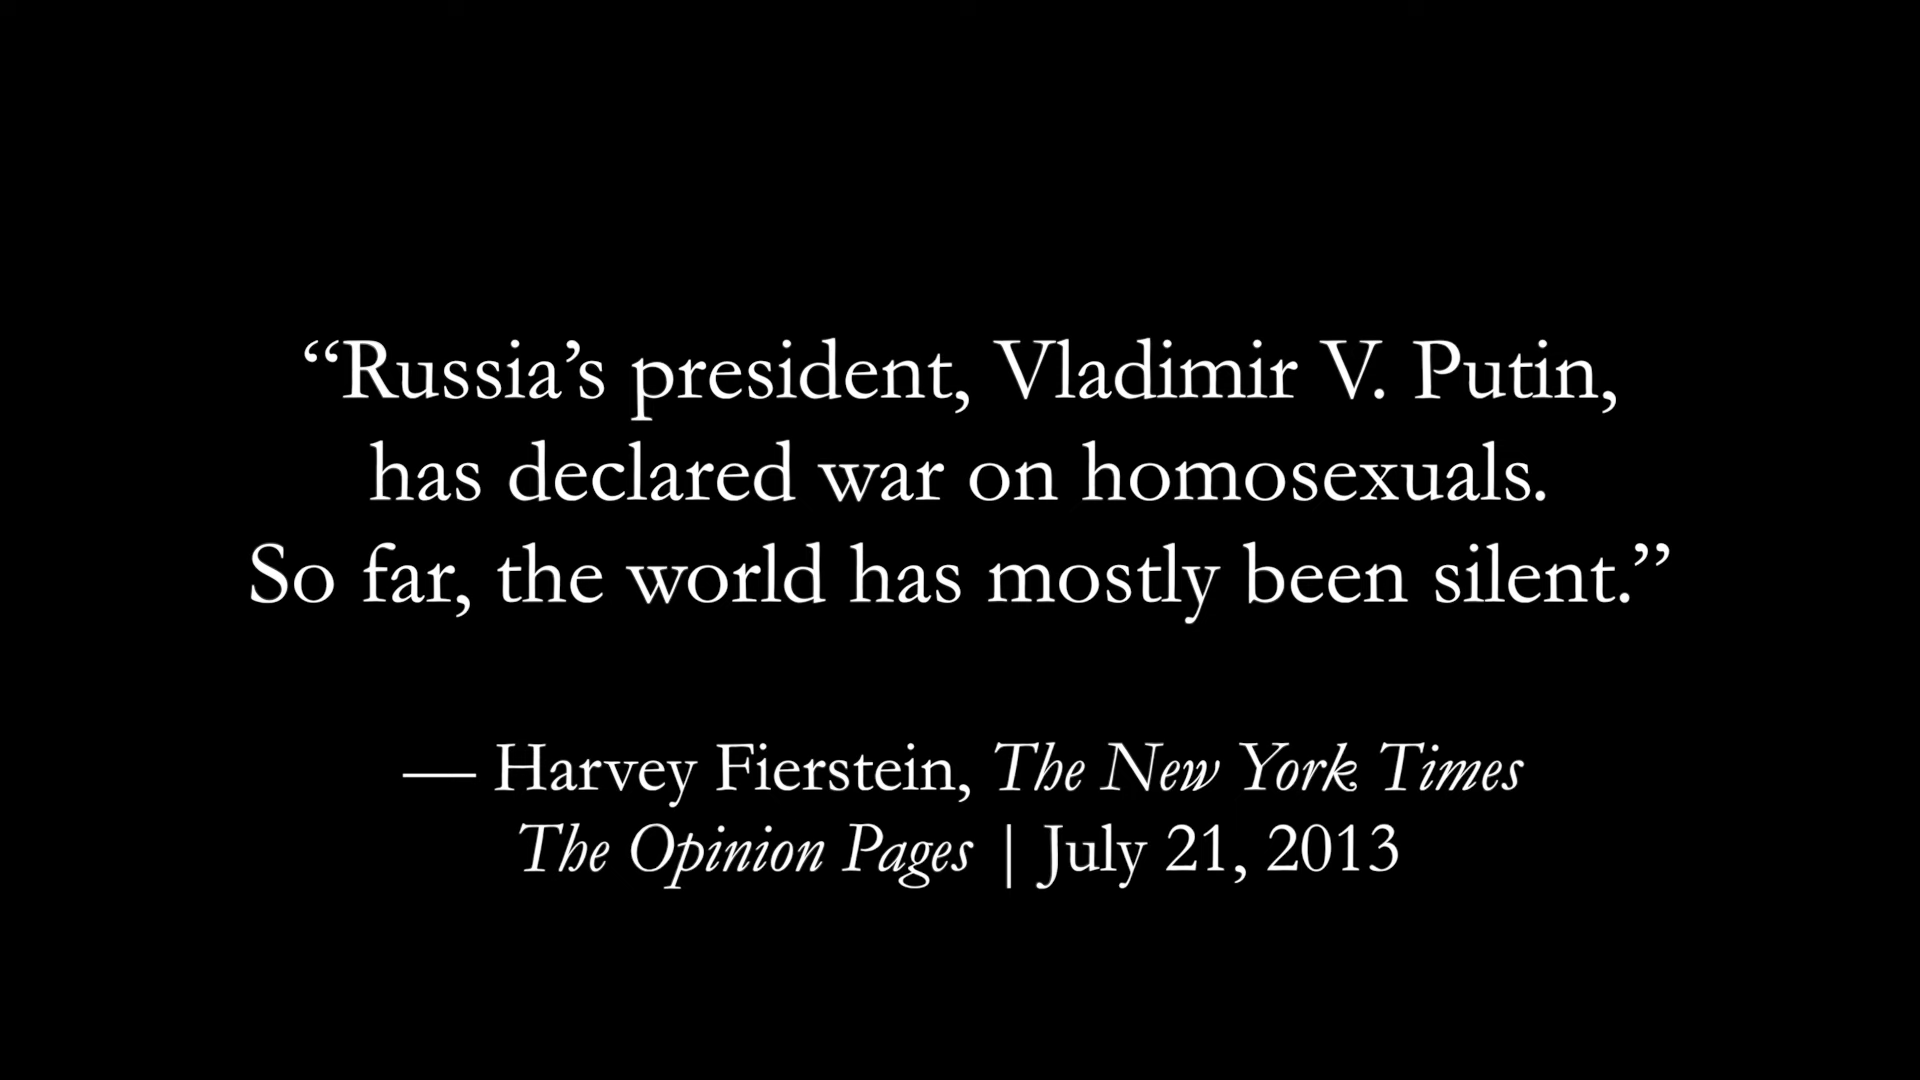 “Russia’s president, Vladimir V. Putin,
has declared war on homosexuals.
So far, the world has mostly been silent.”
— Harvey Fierstein, The New York Times
The Opinion Pages | July 21, 2013